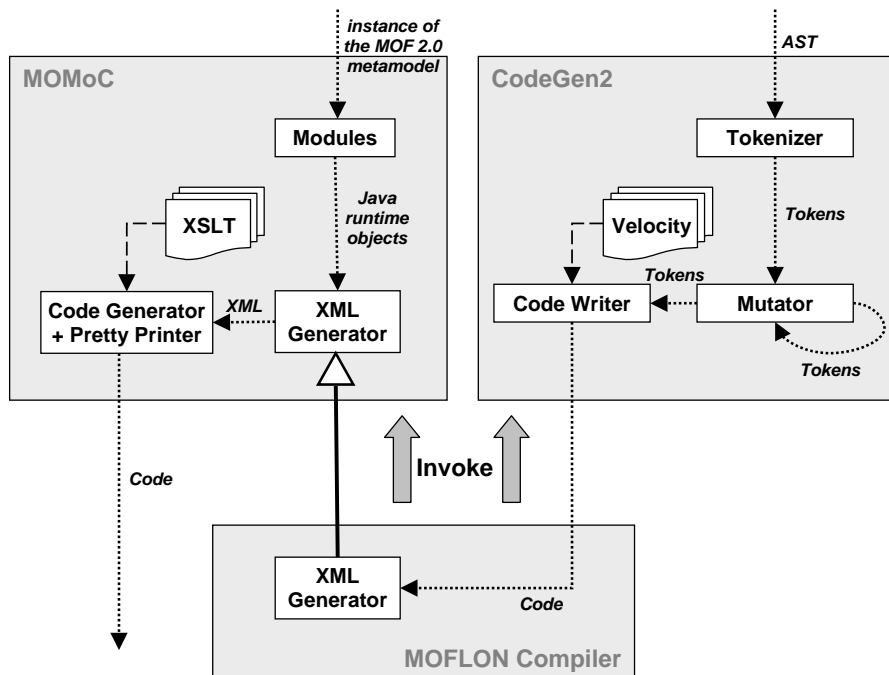 instance of
the MOF 2.0
metamodel
AST
MOMoC
CodeGen2
Modules
Tokenizer
XSLT
Java
runtime
objects
Velocity
Tokens
Tokens
Code Generator
+ Pretty Printer
XML
XML
Generator
Code Writer
Mutator
Tokens
Code
Invoke
XML
Generator
Code
MOFLON Compiler